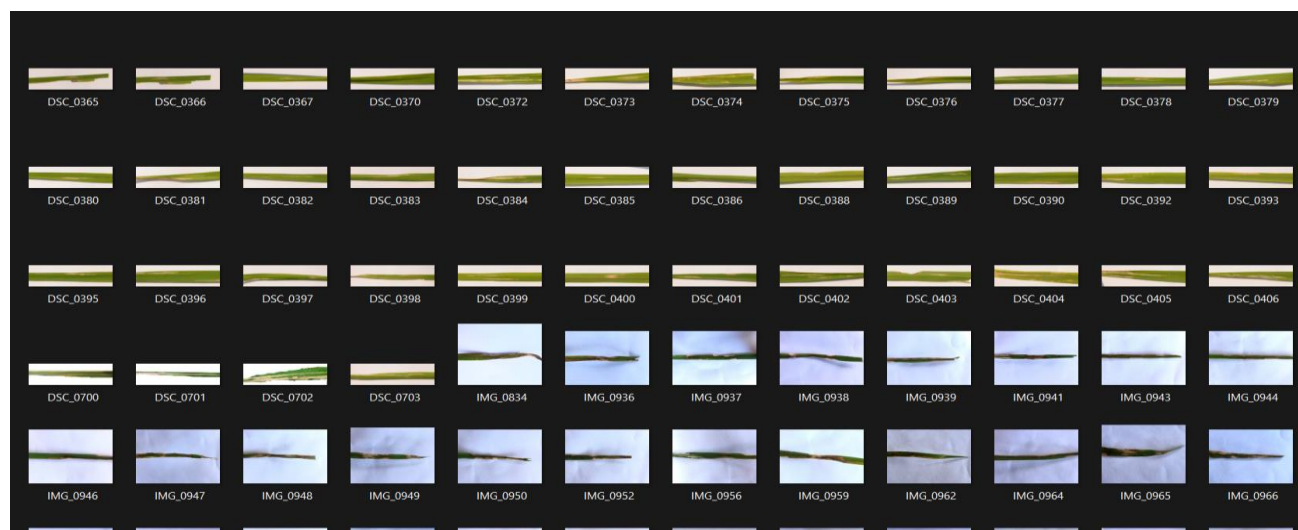 DSC_0365 DSC_0366 DSC_0367 DSC_0370 DSC_0372 DSC_0373 DSC_0374 DSC_0375 DSC_0376 DSC_0377 DSC_0378 DSC_0379
DSC_0380 DSC_0381 DSC_0382 DSC_0383 DSC_0384 DSC_0385 DSC_0386 DSC_0388 DSC_0389 DSC_0390 DSC_0392 DSC_0393
DSC_0395 DSC_0396 DSC_0397 DSC_0398 DSC_0399 DSC_0400 DSC_0401 DSC_0402 DSC_0403 DSC_0404 DSC_0405 DSC_0406
DSC_0700 DSC_0701 DSC_0702 DSC_0703 IMG_0834 IMG_0936 IMG_0937 IMG_0938 IMG_0939 IMG_0941 IMG_0943 IMG_0944
IMG_0946 IMG_0947 IMG_0948 IMG_0949 IMG_0950 IMG_0952 IMG_0956 IMG_0959 IMG_0962 IMG_0964 IMG_0965 IMG_0966